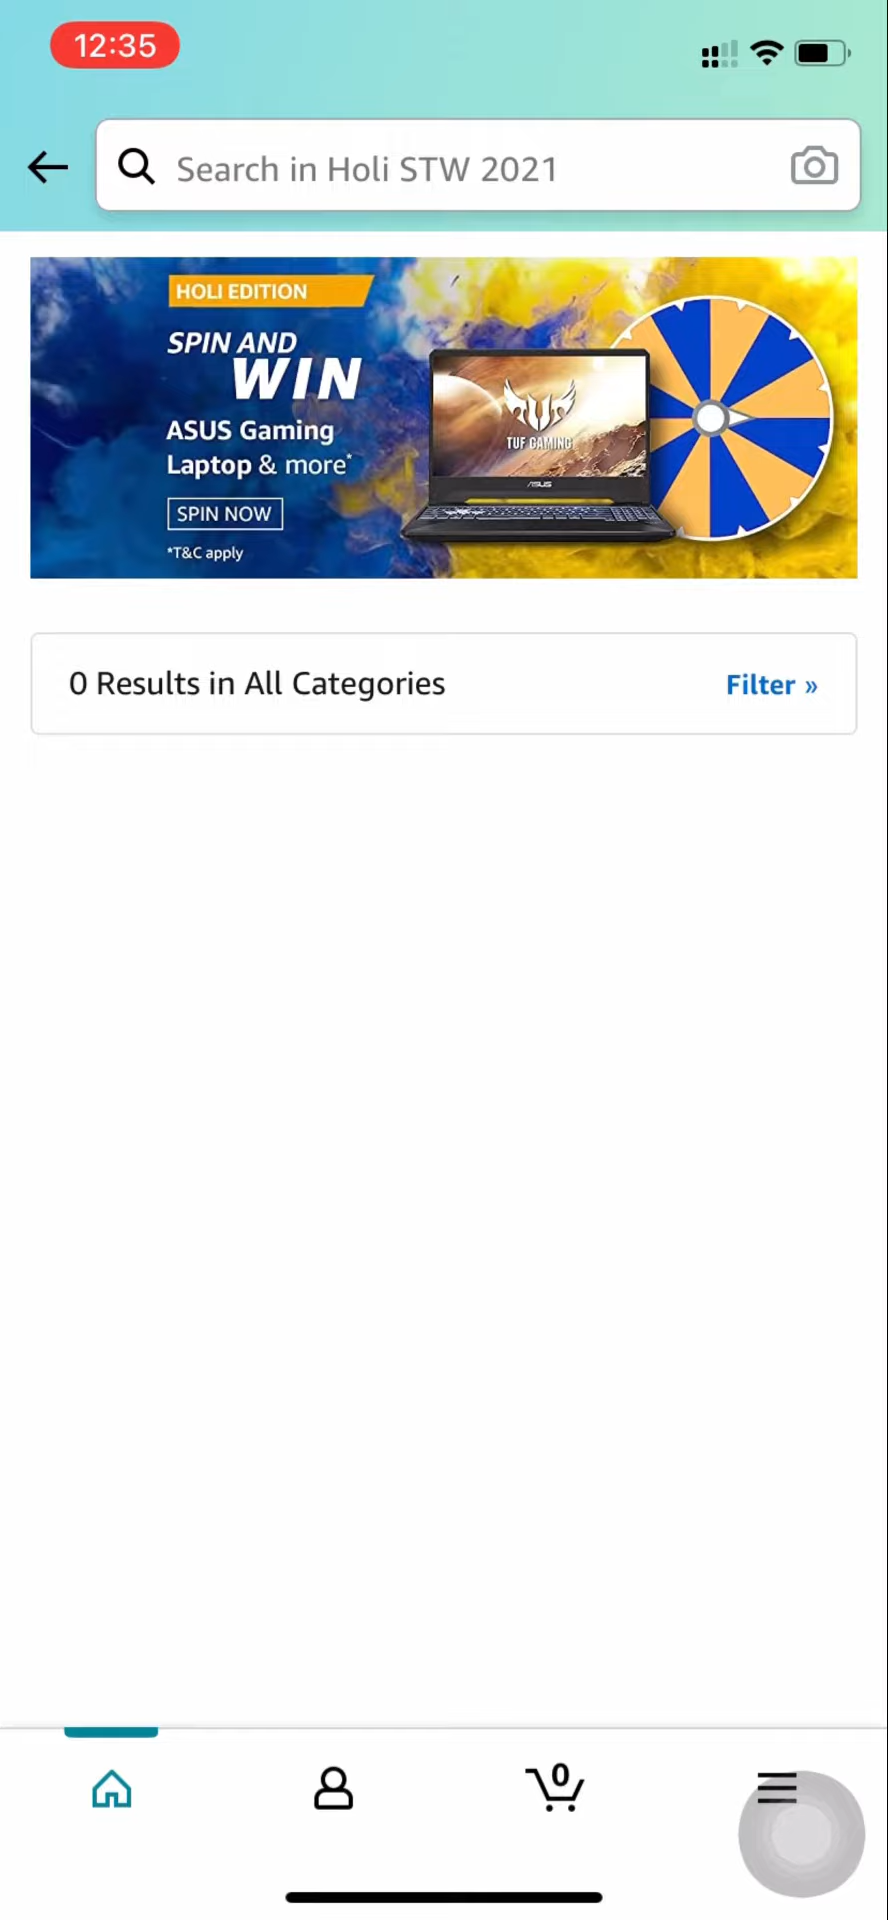 12:35
Search in Holi STW 2021
HOLI EDITION
SPIN AND
WIN
ASUS Gaming
Laptop & more*
SPIN NOW
*T&C apply
TUF GAMING
ASUS
0 Results in All Categories
Filter »
0